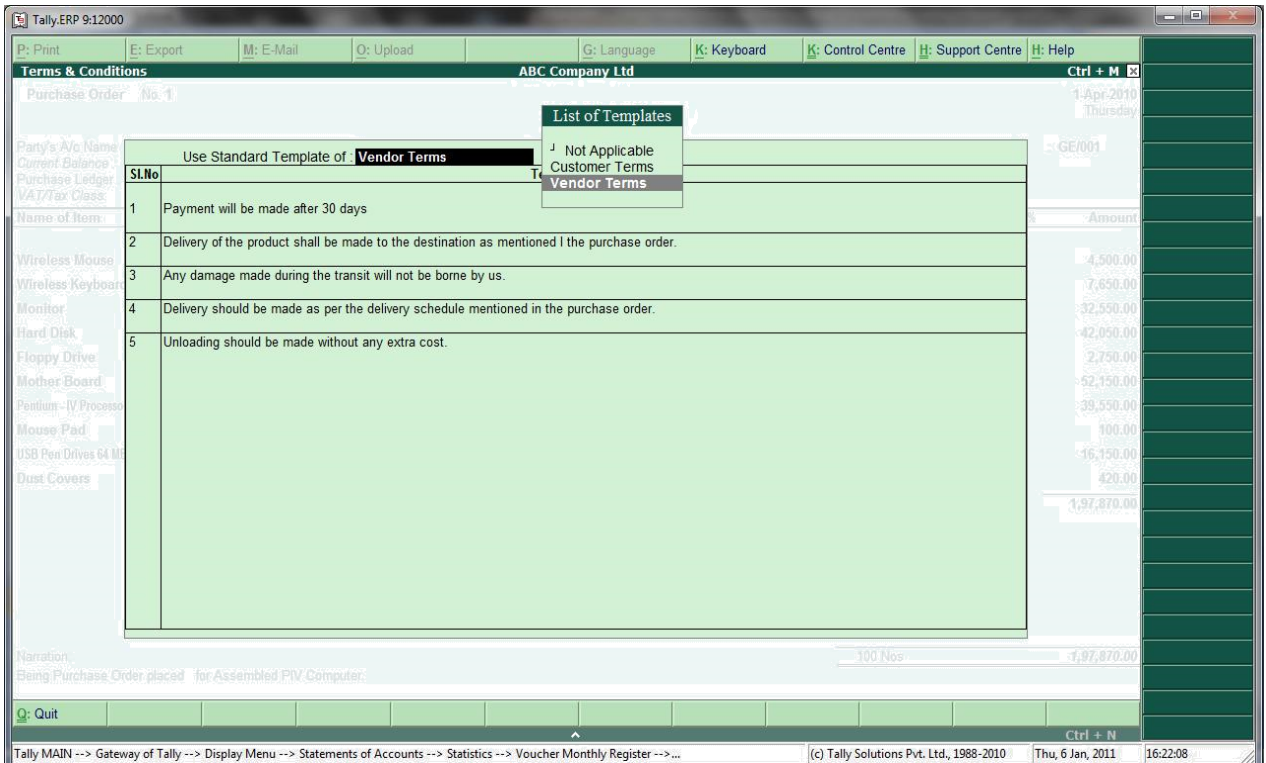 Tally.ERP 9:12000
P: Print E: Export M: E-Mail O: Upload G: Language K: Keyboard K: Control Centre H: Support Centre H: Help
Terms & Conditions ABC Company Ltd Ctrl + M
Purchase Order No. 1 1-Apr-2010
Thursday
List of Templates
Not Applicable
Customer Terms
Vendor Terms
Party's A/c Name GE/001
Current Balance
Purchase Ledger
VAT/Tax Class
Use Standard Template of : Vendor Terms
Sl.No Te
1 Payment will be made after 30 days
2 Delivery of the product shall be made to the destination as mentioned I the purchase order.
3 Any damage made during the transit will not be borne by us.
4 Delivery should be made as per the delivery schedule mentioned in the purchase order.
5 Unloading should be made without any extra cost.
Name of Item % Amount
Wireless Mouse 4,500.00
Wireless Keyboard 7,650.00
Monitor 32,550.00
Hard Disk 42,050.00
Floppy Drive 2,750.00
Mother Board 52,150.00
Pentium - IV Processo 39,550.00
Mouse Pad 100.00
USB Pen Drives 64 MB 16,150.00
Dust Covers 420.00
1,97,870.00
Narration: 100 Nos 1,97,870.00
Being Purchase Order placed for Assembled PIV Computer.
Q: Quit
Ctrl + N
Tally MAIN --> Gateway of Tally --> Display Menu --> Statements of Accounts --> Statistics --> Voucher Monthly Register -->... (c) Tally Solutions Pvt. Ltd., 1988-2010 Thu, 6 Jan, 2011 16:22:08